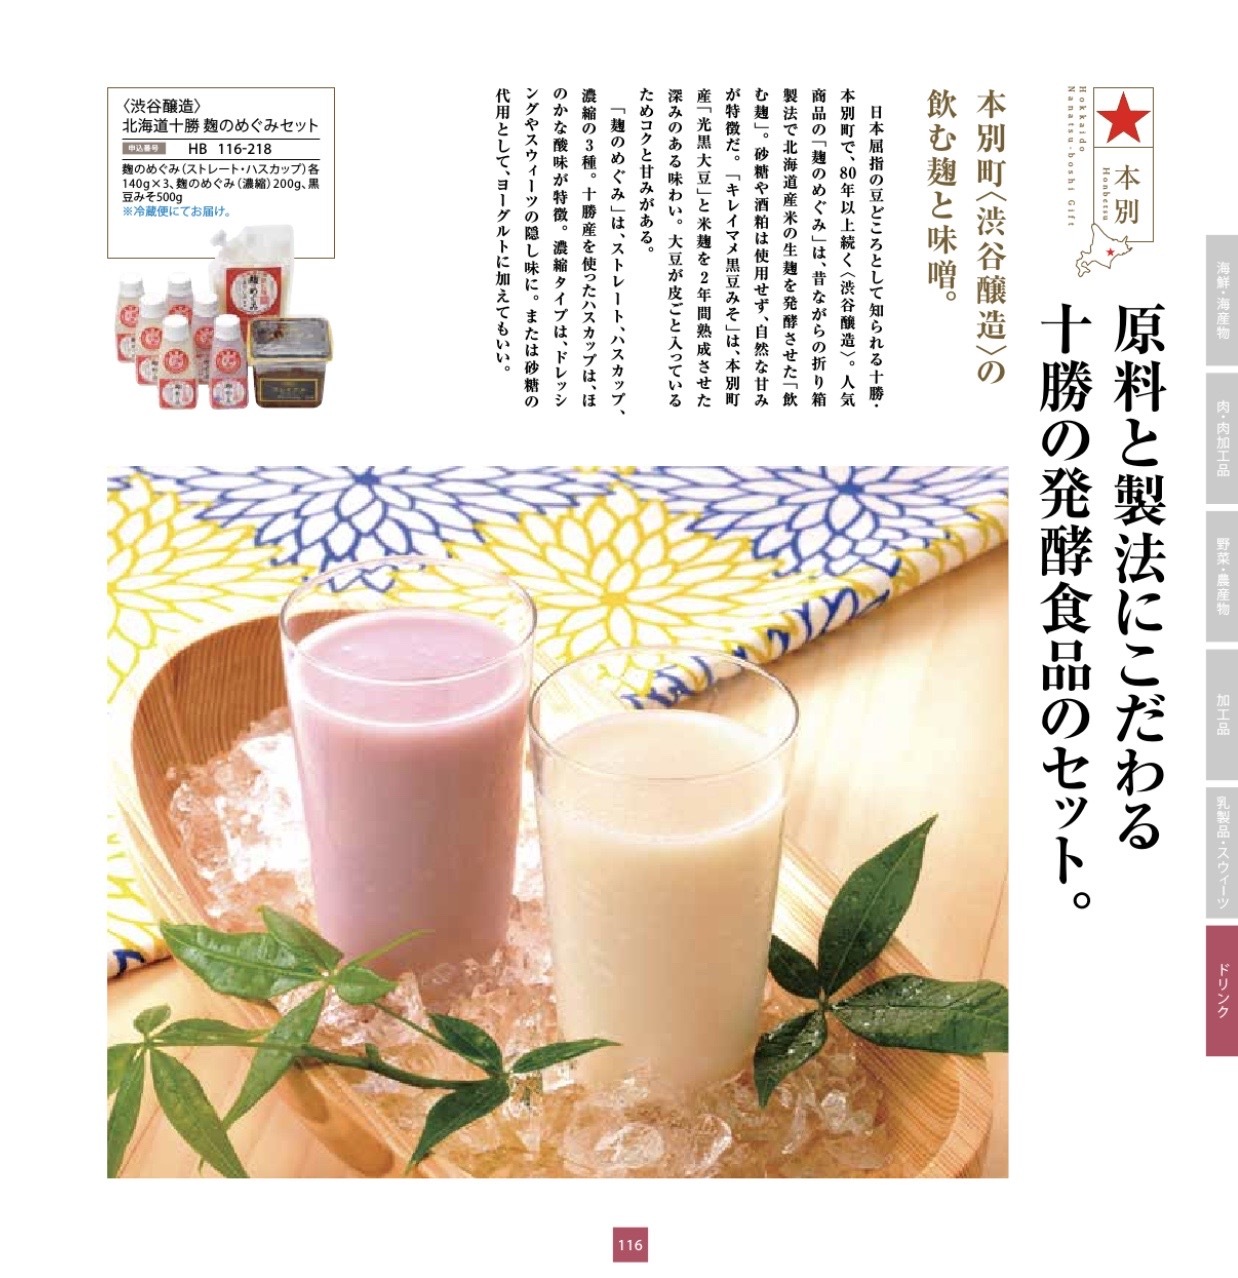 原料と製法にこだわる
十勝の発酵食品のセット。
本別
Honbetsu
Hokkaido
Nanatsu-boshi Gift
本別町〈渋谷醸造〉の
飲む麹と味噌。
日本屈指の豆どころとして知られる十勝・
本別町で、80年以上続く〈渋谷醸造〉。人気
商品の「麹のめぐみ」は、昔ながらの折り箱
製法で北海道産米の生麹を発酵させた「飲
む麹」。砂糖や酒粕は使用せず、自然な甘み
が特徴だ。「キレイマメ黒豆みそ」は、本別町
産「光黒大豆」と米麹を2年間熟成させた
深みのある味わい。大豆が皮ごと入っている
ためコクと甘みがある。
「麹のめぐみ」は、ストレート、ハスカップ、
濃縮の3種。十勝産を使ったハスカップは、ほ
のかな酸味が特徴。濃縮タイプは、ドレッシ
ングやスウィーツの隠し味に。または砂糖の
代用として、ヨーグルトに加えてもいい。
〈渋谷醸造〉
北海道十勝 麹のめぐみセット
申込番号 HB 116-218
麹のめぐみ（ストレート・ハスカップ）各
140g×3、麹のめぐみ（濃縮）200g、黒
豆みそ500g
※冷蔵便にてお届け。
麹のめぐみ
海鮮・海産物
肉・肉加工品
野菜・農産物
加工品
乳製品・スウィーツ
ドリンク
116